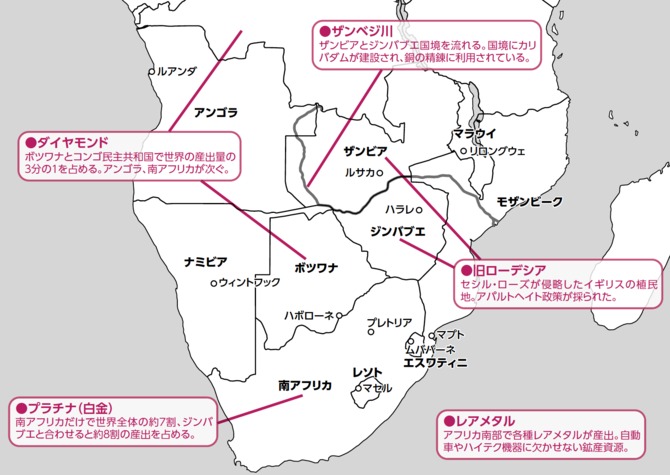 ●ザンベジ川
ザンビアとジンバブエ国境を流れる。国境にカリ
バダムが建設され、銅の精錬に利用されている。
ルアンダ
アンゴラ
●ダイヤモンド
ボツワナとコンゴ民主共和国で世界の産出量の
3分の1を占める。アンゴラ、南アフリカが次ぐ。
マラウイ
リロングウェ
ザンビア
ルサカ
モザンビーク
ハラレ
ジンバブエ
ナミビア
ウィントフック
ボツワナ
●旧ローデシア
セシル・ローズが侵略したイギリスの植民
地。アパルトヘイト政策が採られた。
ハボローネ
プレトリア
マプト
ムババーネ
エスワティニ
レソト
マセル
南アフリカ
●プラチナ（白金）
南アフリカだけで世界全体の約7割、ジンバ
ブエと合わせると約8割の産出を占める。
●レアメタル
アフリカ南部で各種レアメタルが産出。自動
車やハイテク機器に欠かせない鉱産資源。